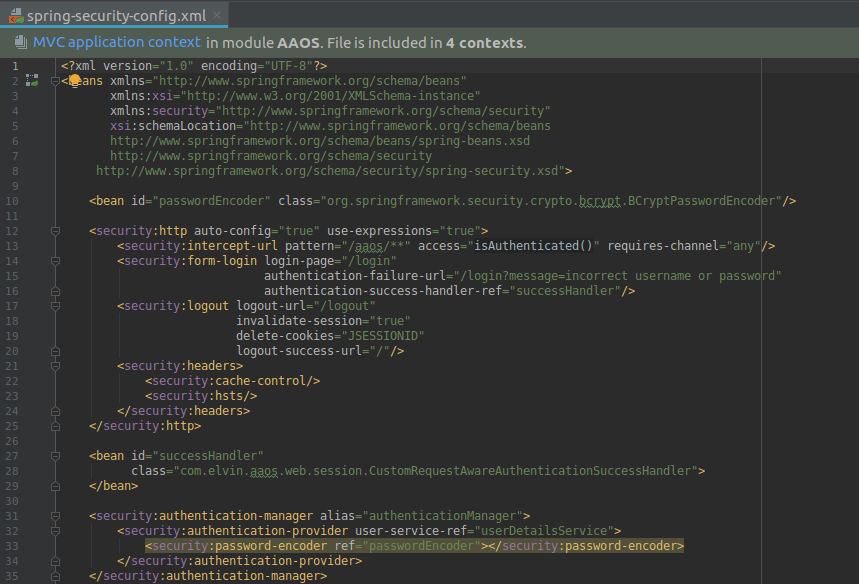 spring-security-config.xml
MVC application context in module AAOS. File is included in 4 contexts.
1 <?xml version="1.0" encoding="UTF-8"?>
2 <beans xmlns="http://www.springframework.org/schema/beans"
3 xmlns:xsi="http://www.w3.org/2001/XMLSchema-instance"
4 xmlns:security="http://www.springframework.org/schema/security"
5 xsi:schemaLocation="http://www.springframework.org/schema/beans
6 http://www.springframework.org/schema/beans/spring-beans.xsd
7 http://www.springframework.org/schema/security
8 http://www.springframework.org/schema/security/spring-security.xsd">
9
10 <bean id="passwordEncoder" class="org.springframework.security.crypto.bcrypt.BCryptPasswordEncoder"/>
11
12 <security:http auto-config="true" use-expressions="true">
13 <security:intercept-url pattern="/aaos/**" access="isAuthenticated()" requires-channel="any"/>
14 <security:form-login login-page="/login"
15 authentication-failure-url="/login?message=incorrect username or password"
16 authentication-success-handler-ref="successHandler"/>
17 <security:logout logout-url="/logout"
18 invalidate-session="true"
19 delete-cookies="JSESSIONID"
20 logout-success-url="/"/>
21 <security:headers>
22 <security:cache-control/>
23 <security:hsts/>
24 </security:headers>
25 </security:http>
26
27 <bean id="successHandler"
28 class="com.elvin.aaos.web.session.CustomRequestAwareAuthenticationSuccessHandler">
29 </bean>
30
31 <security:authentication-manager alias="authenticationManager">
32 <security:authentication-provider user-service-ref="userDetailsService">
33 <security:password-encoder ref="passwordEncoder"></security:password-encoder>
34 </security:authentication-provider>
35 </security:authentication-manager>